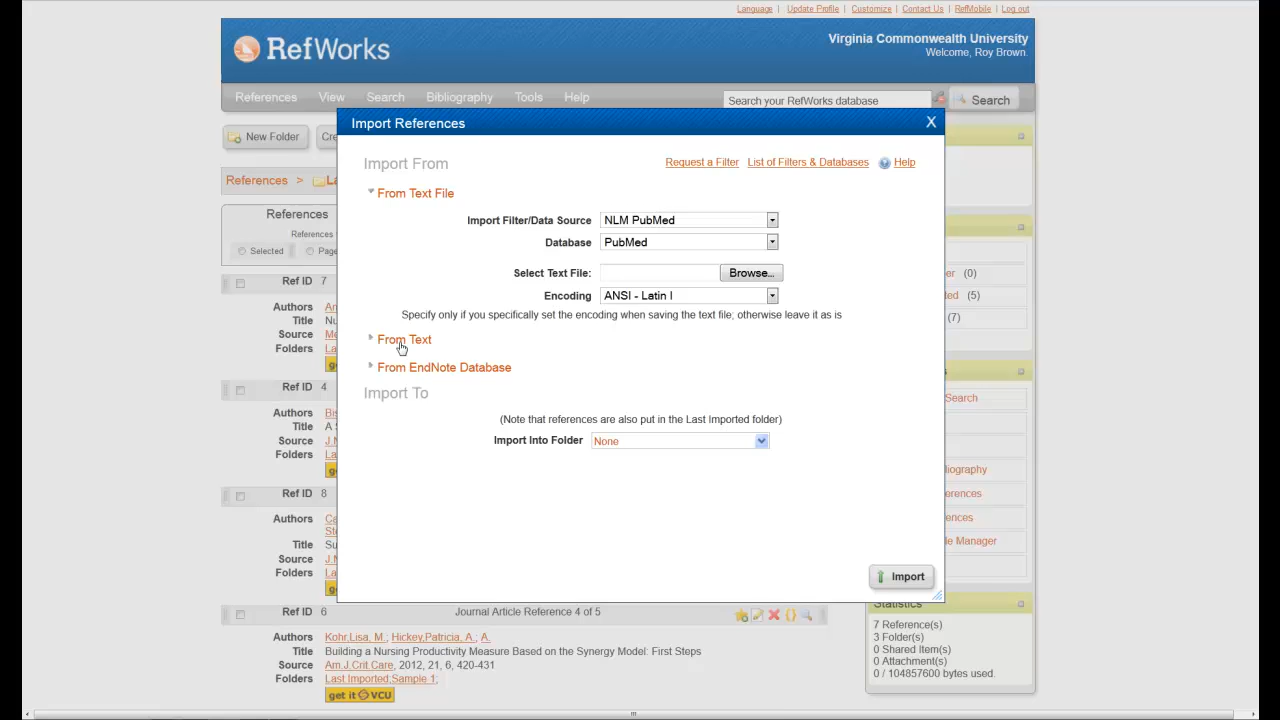 Language | Update Profile | Customize | Contact Us | RefMobile | Log out
RefWorks
Virginia Commonwealth University
Welcome, Roy Brown.
References View Search Bibliography Tools Help
Search your RefWorks database
Search
Import References X
New Folder
Import From
Request a Filter List of Filters & Databases Help
References >
From Text File
References
Import Filter/Data Source NLM PubMed
References
Database PubMed
Selected
Select Text File: Browse...
(0)
Ref ID 7
Encoding ANSI - Latin I
(5)
Authors
Specify only if you specifically set the encoding when saving the text file; otherwise leave it as is
(7)
Title
Source
From Text
Folders
From EndNote Database
Ref ID 4
Import To
Search
Authors
(Note that references are also put in the Last Imported folder)
Title
Source
Import Into Folder None
Folders
Ref ID 8
Authors
Title
Source
Folders
Import
Statistics
Ref ID 6 Journal Article Reference 4 of 5
7 Reference(s)
Authors Kohr,Lisa, M.; Hickey,Patricia, A.; A.
3 Folder(s)
Title Building a Nursing Productivity Measure Based on the Synergy Model: First Steps
0 Shared Item(s)
Source Am.J.Crit.Care, 2012, 21, 6, 420-431
0 Attachment(s)
Folders Last Imported;Sample 1;
0 / 104857600 bytes used.
get it VCU